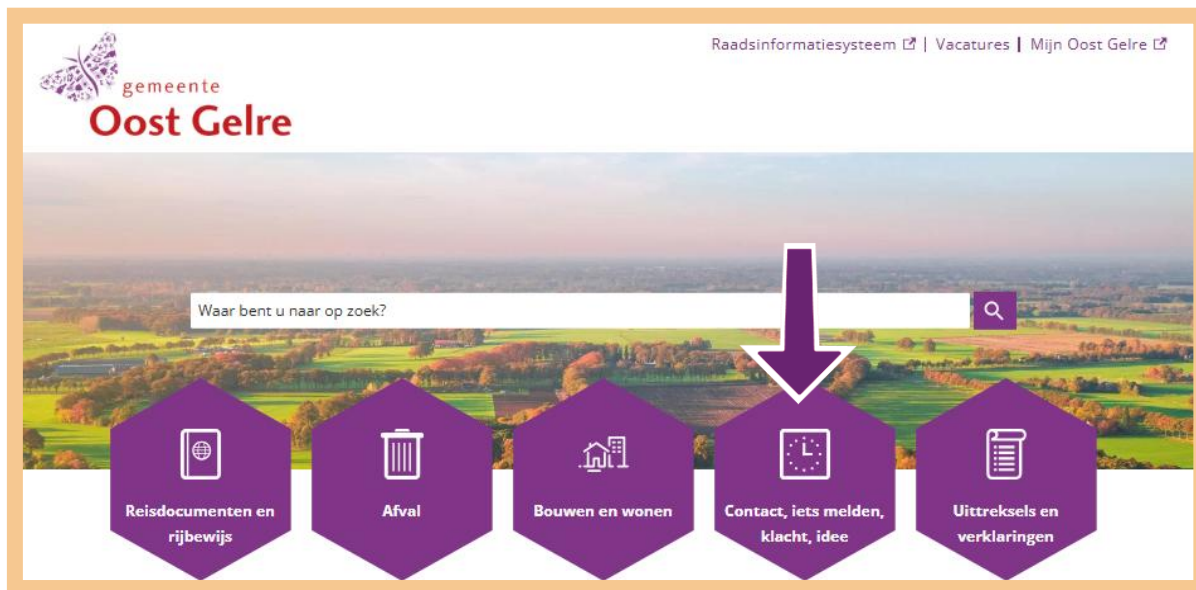 Raadsinformatiesysteem | Vacatures | Mijn Oost Gelre
gemeente
Oost Gelre
Waar bent u naar op zoek?
Reisdocumenten en
rijbewijs
Afval
Bouwen en wonen
Contact, iets melden,
klacht, idee
Uittreksels en
verklaringen